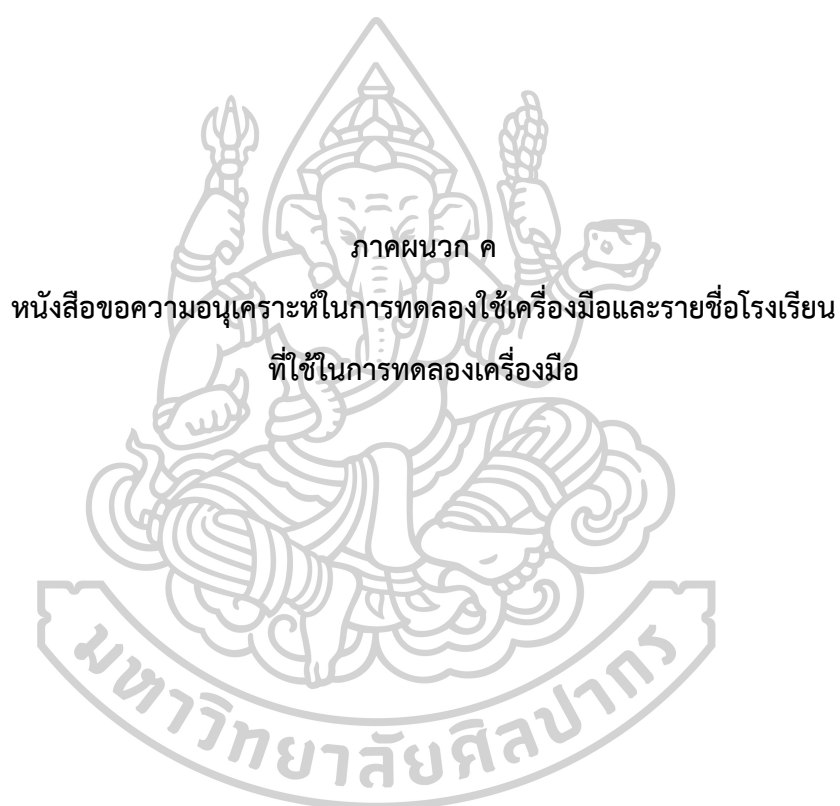 ภาคผนวก ค
หนังสือขอความอนุเคราะห์ในการทดลองใช้เครื่องมือและรายชื่อโรงเรียน
ที่ใช้ในการทดลองเครื่องมือ
มหาวิทยาลัยศิลปากร